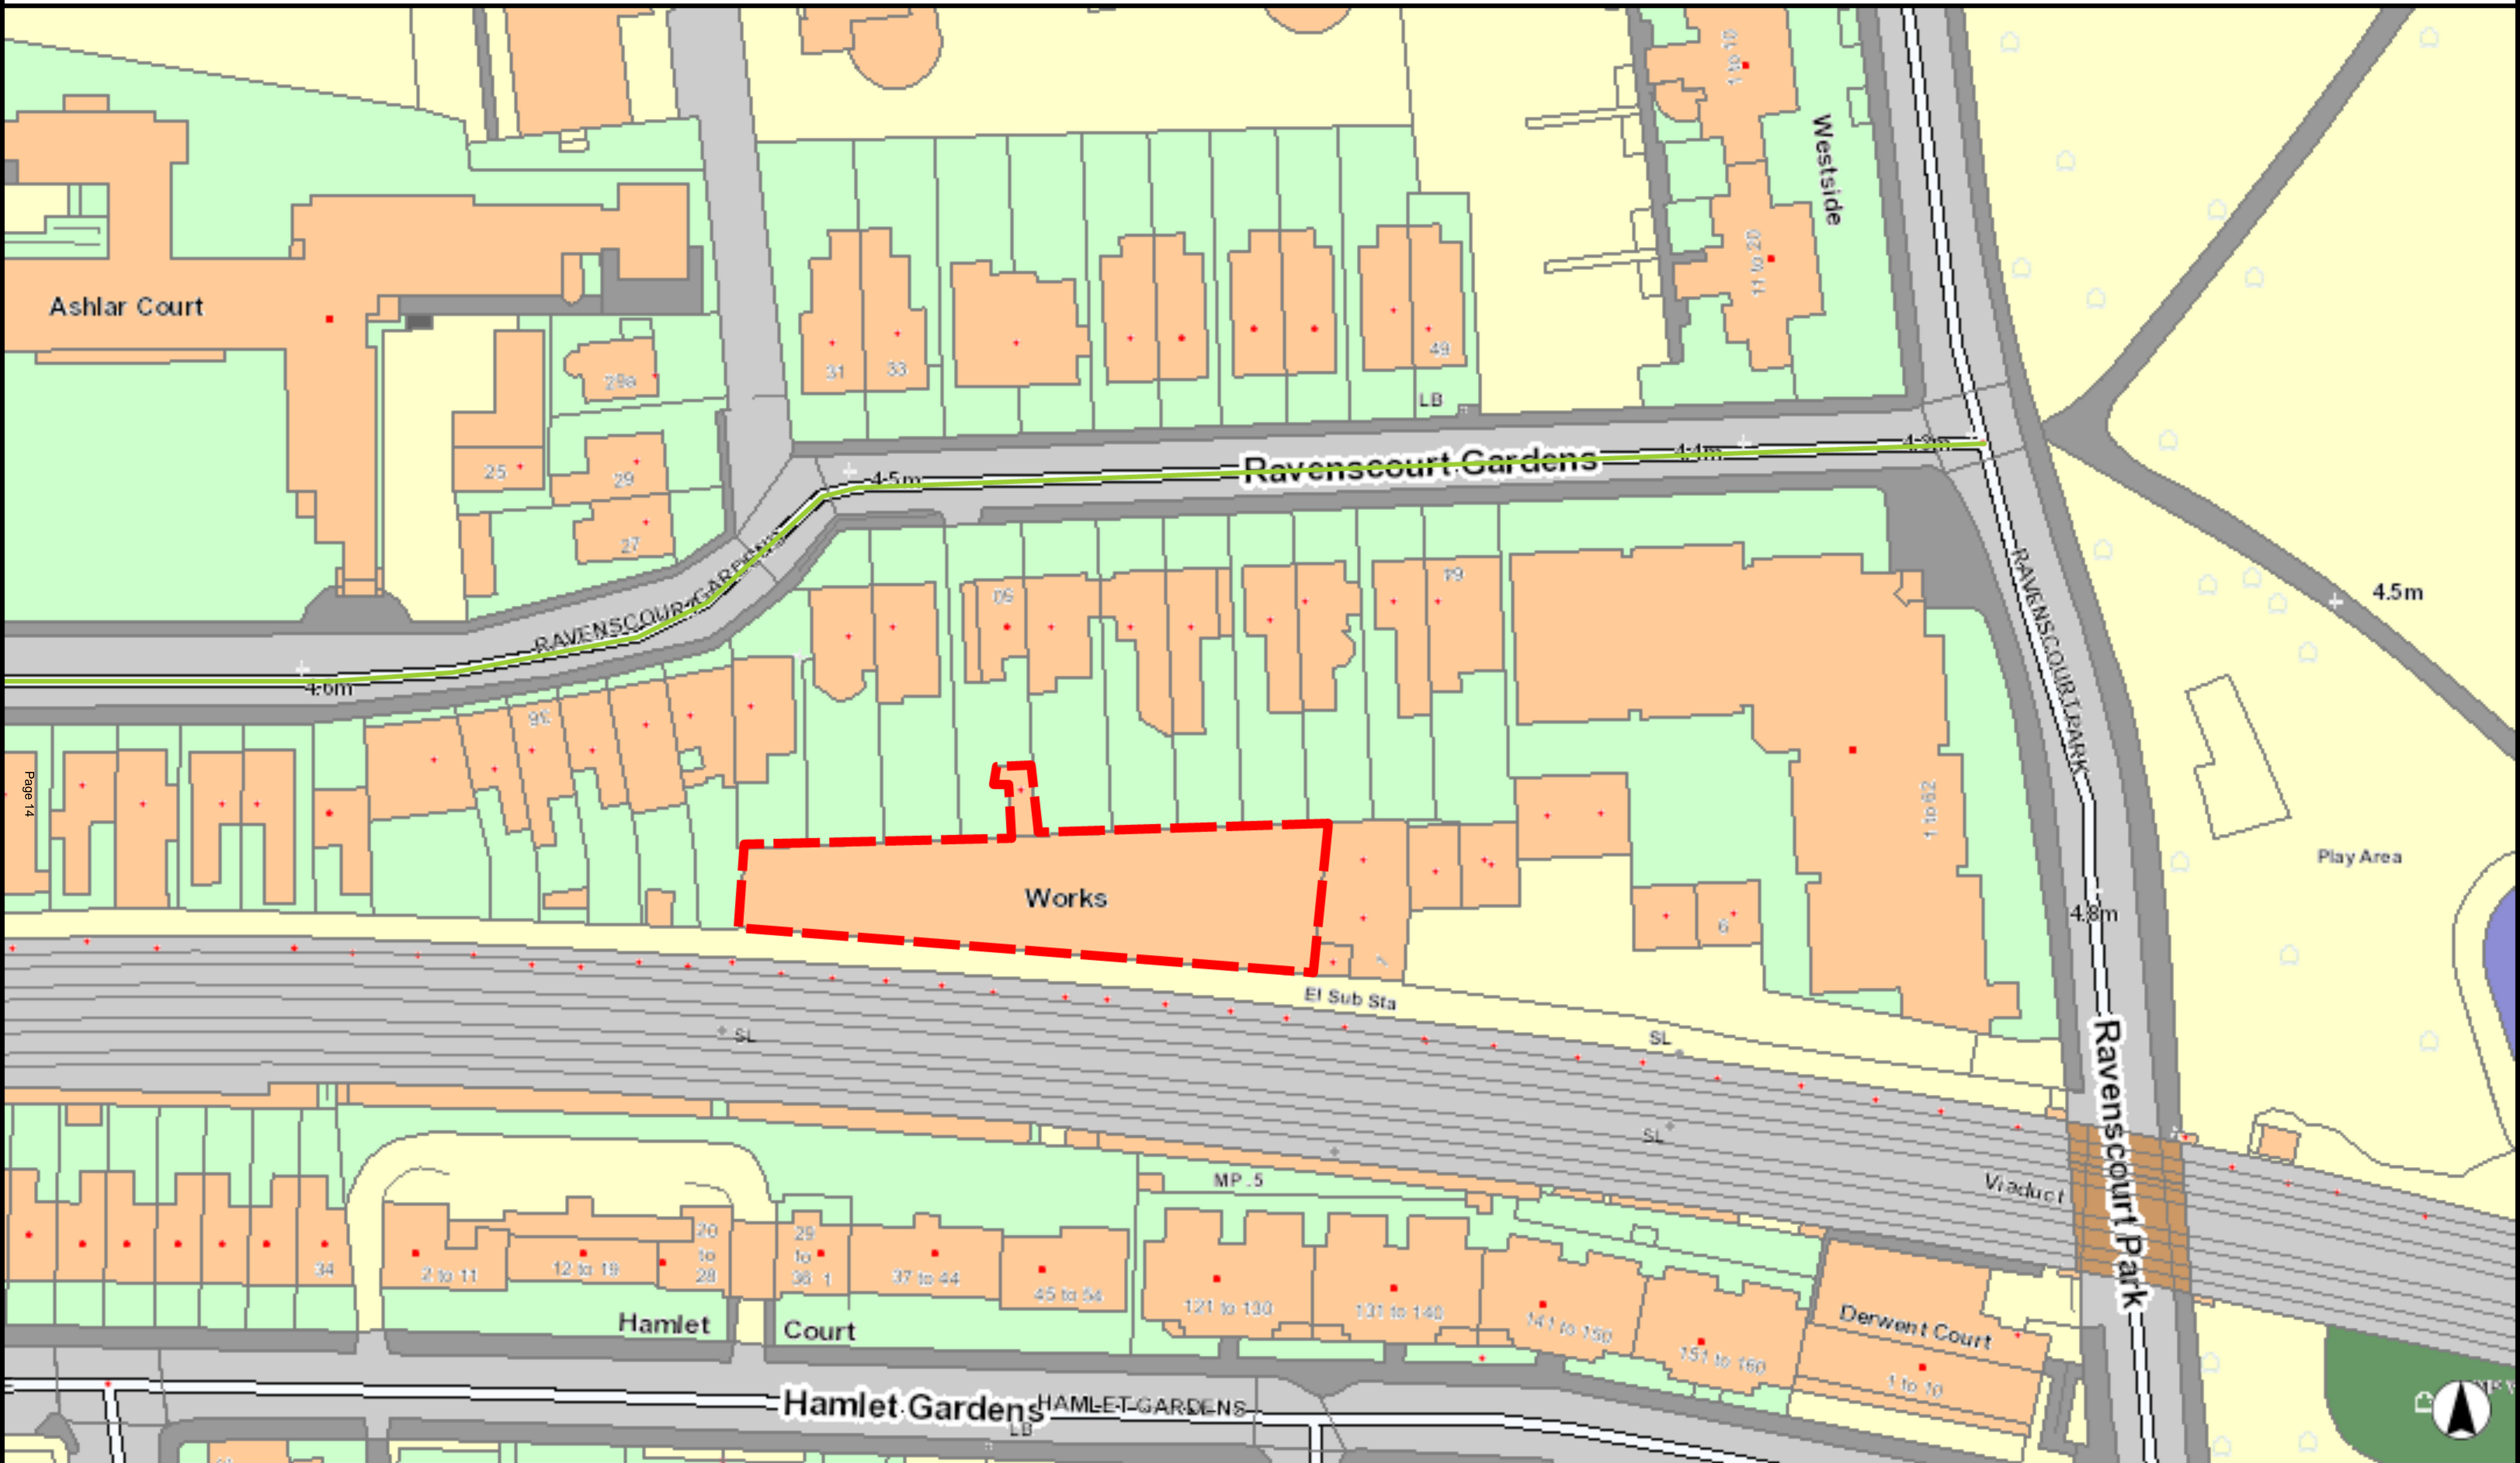 1 to 10
Westside
11 to 20
Ashlar Court
31
33
49
29a
LB
25
29
27
4.5m
Ravenscourt Gardens
4.4m
RAVENSCOURT GARDENS
4.6m
RAVENSCOURT PARK
4.5m
Page 14
1 to 62
Play Area
Works
6
4.8m
El Sub Sta
SL
SL
SL
MP .5
Viaduct
Ravenscourt Park
34
2 to 11
12 to 19
20
to
28
29
to
36 1
37 to 44
45 to 54
121 to 130
131 to 140
141 to 150
151 to 160
Derwent Court
1 to 10
Hamlet Court
Hamlet Gardens
HAMLET GARDENS
LB